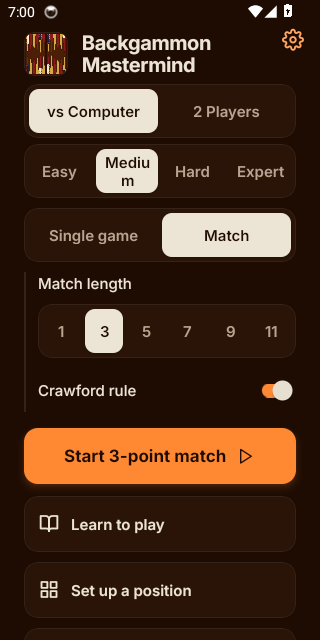 7:00
Backgammon
Mastermind
vs Computer
2 Players
Easy
Mediu
m
Hard
Expert
Single game
Match
Match length
1 3 5 7 9 11
Crawford rule
Start 3-point match
Learn to play
Set up a position